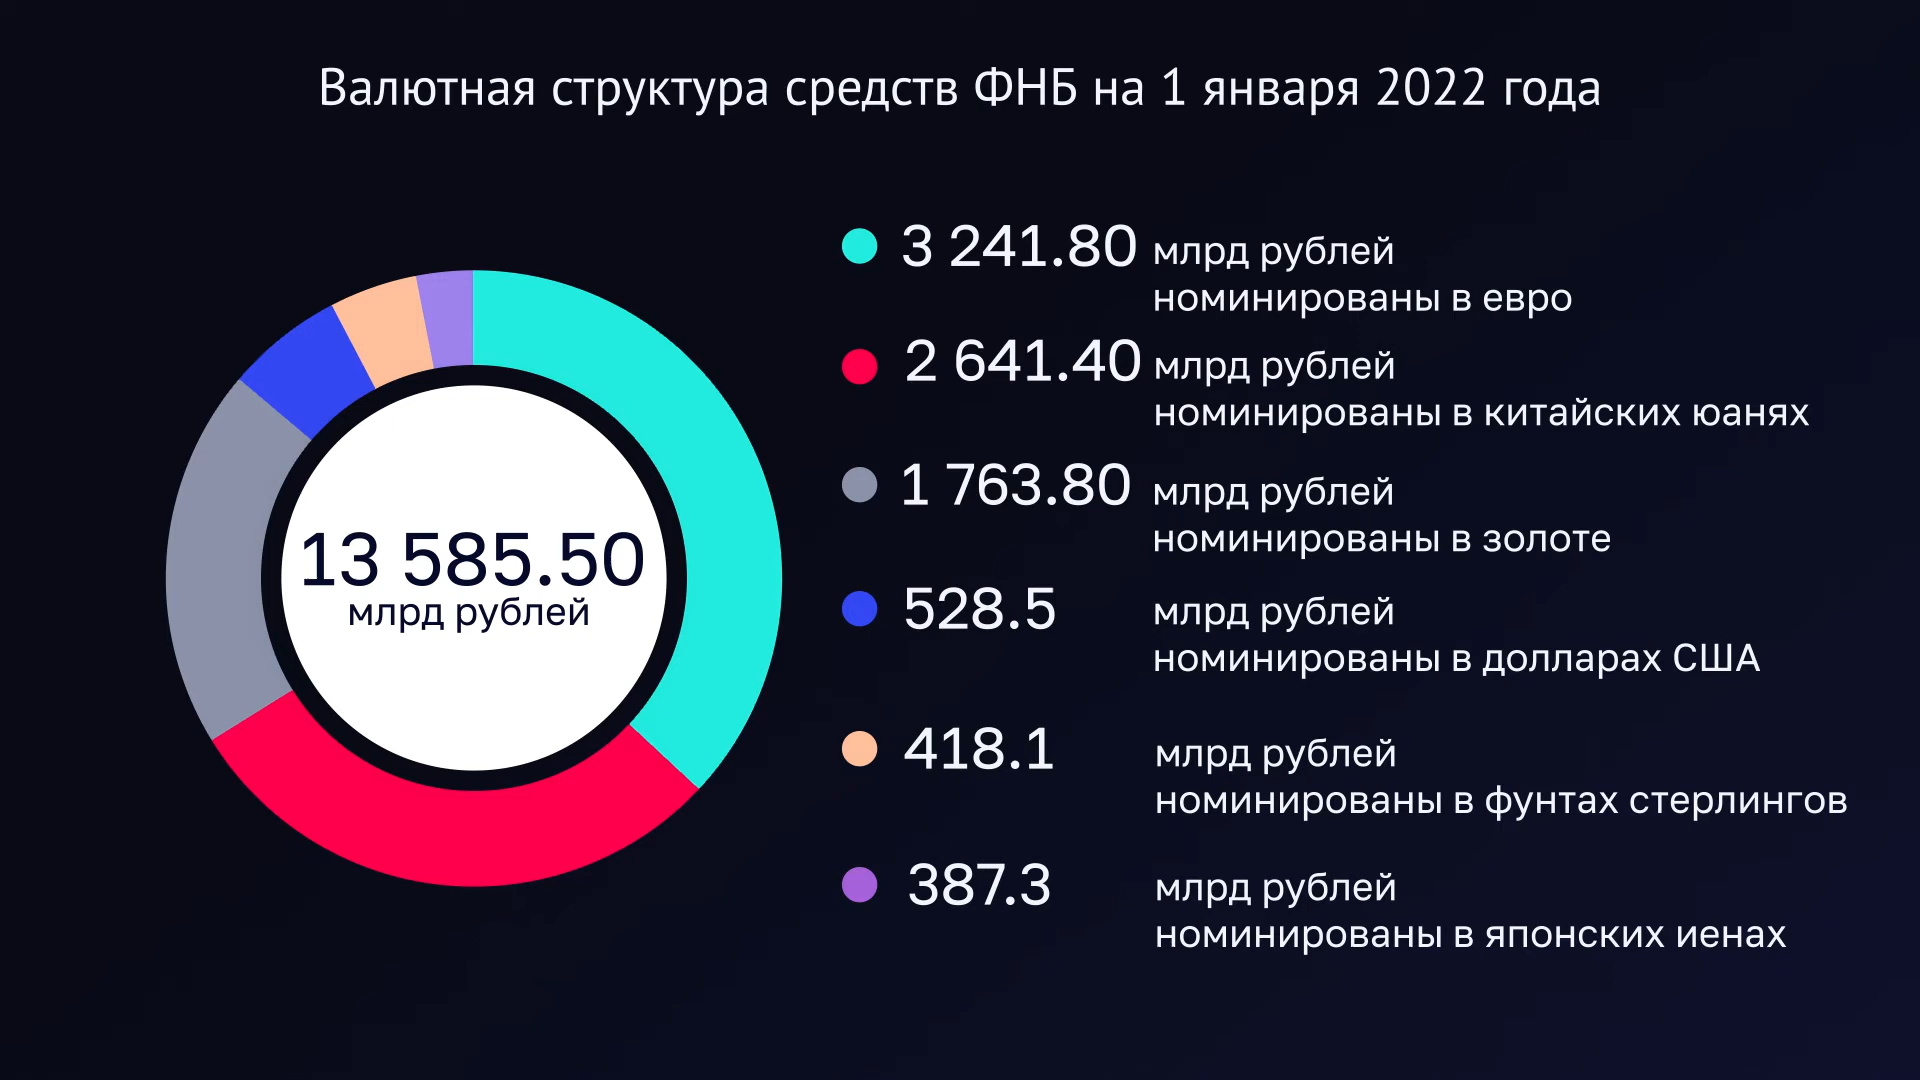 Валютная структура средств ФНБ на 1 января 2022 года
13 585.50
млрд рублей
3 241.80 млрд рублей
номинированы в евро
2 641.40 млрд рублей
номинированы в китайских юанях
1 763.80 млрд рублей
номинированы в золоте
528.5 млрд рублей
номинированы в долларах США
418.1 млрд рублей
номинированы в фунтах стерлингов
387.3 млрд рублей
номинированы в японских иенах